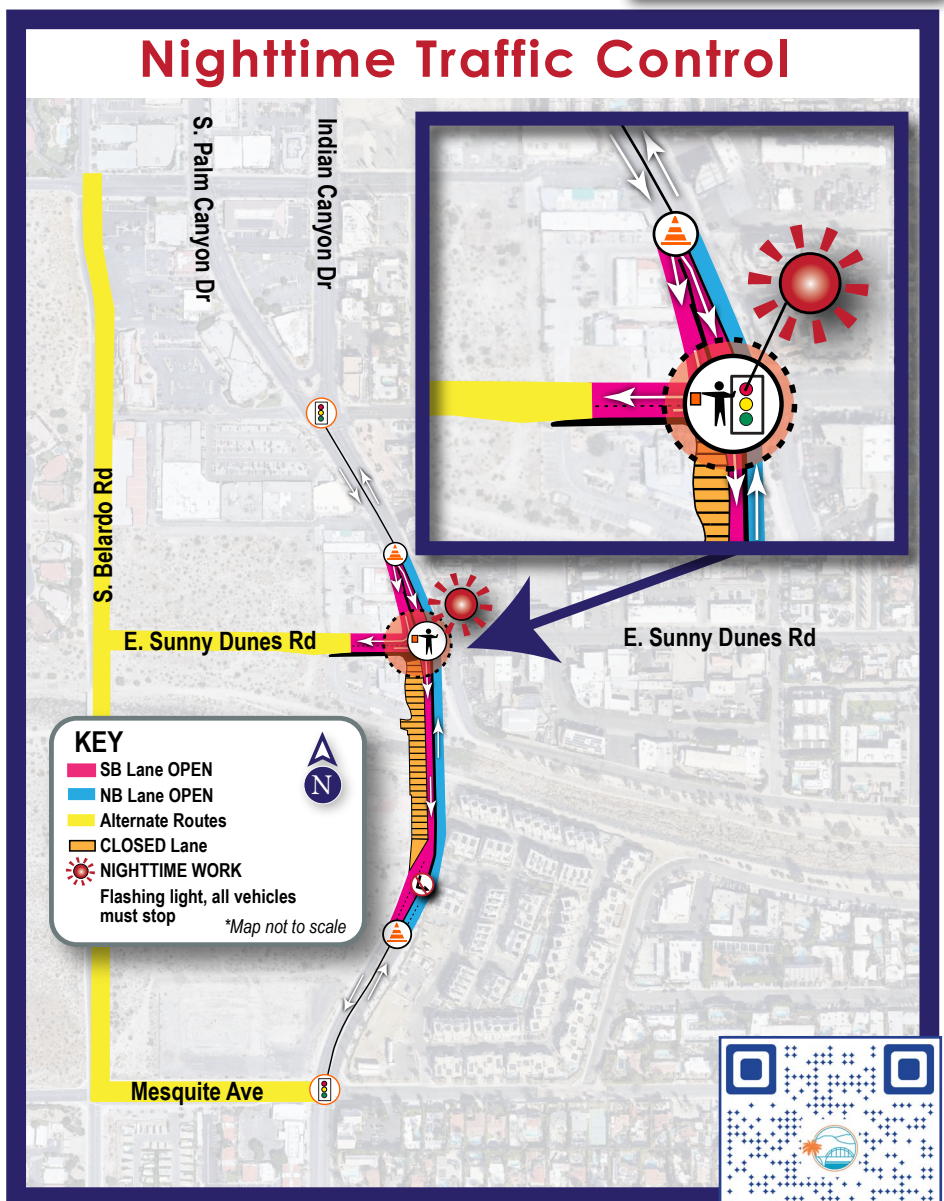 Nighttime Traffic Control
S. Palm Canyon Dr
Indian Canyon Dr
S. Belardo Rd
E. Sunny Dunes Rd
E. Sunny Dunes Rd
KEY
N
SB Lane OPEN
NB Lane OPEN
Alternate Routes
CLOSED Lane
NIGHTTIME WORK
Flashing light, all vehicles
must stop
*Map not to scale
Mesquite Ave